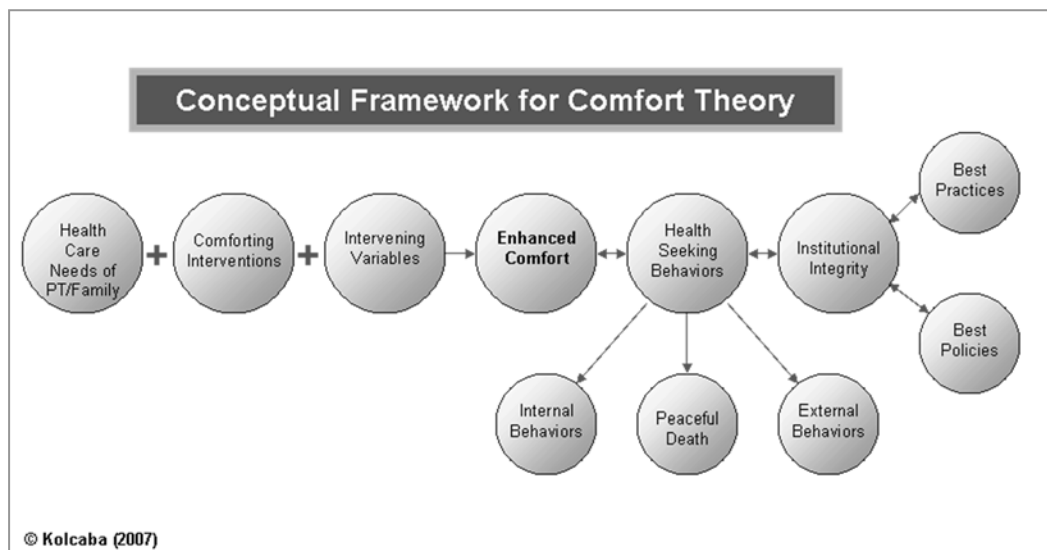 Conceptual Framework for Comfort Theory
Health
Care
Needs of
PT/Family
+
Comforting
Interventions
+
Intervening
Variables
Enhanced
Comfort
Health
Seeking
Behaviors
Institutional
Integrity
Best
Practices
Best
Policies
Internal
Behaviors
Peaceful
Death
External
Behaviors
© Kolcaba (2007)